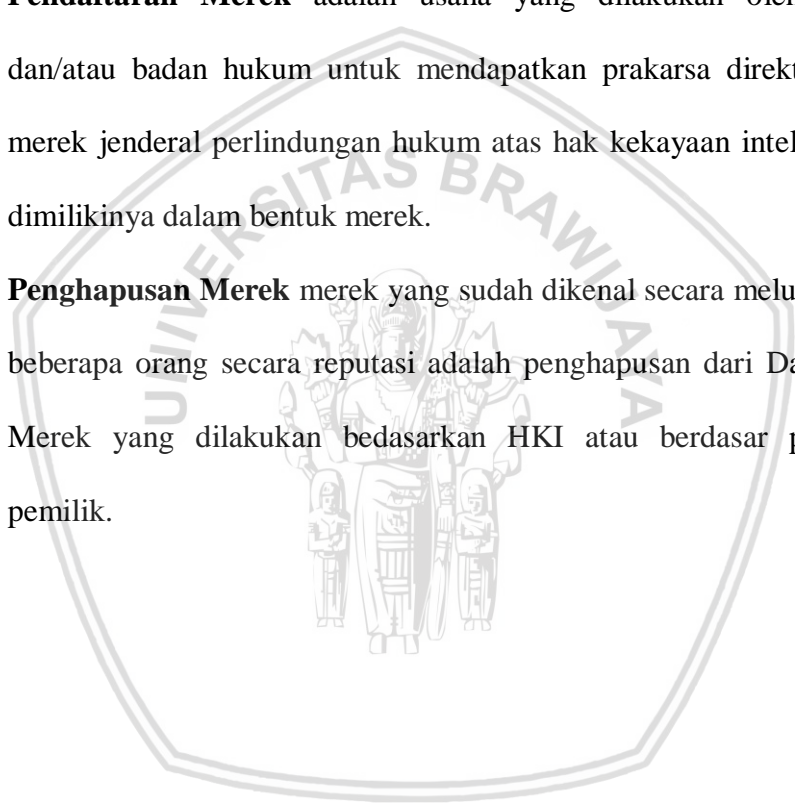 Pendaftaran Merek adalah usaha yang dilakukan oleh
dan/atau badan hukum untuk mendapatkan prakarsa direkt
merek jenderal perlindungan hukum atas hak kekayaan intel
dimilikinya dalam bentuk merek.
Penghapusan Merek merek yang sudah dikenal secara melu
beberapa orang secara reputasi adalah penghapusan dari Da
Merek yang dilakukan bedasarkan HKI atau berdasar p
pemilik.
UNIVERSITAS BRAWIJAYA